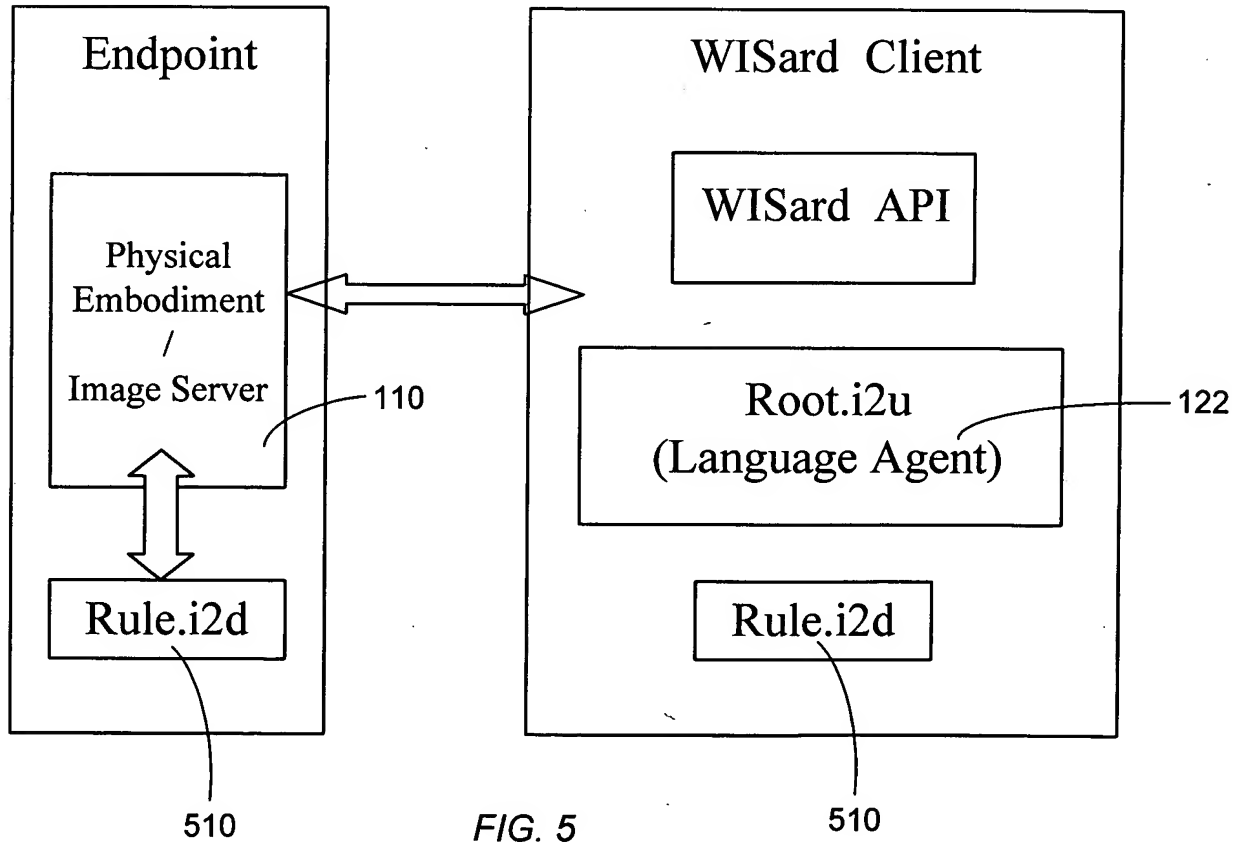 Endpoint
Physical
Embodiment
/
Image Server
110
Rule.i2d
510
WISard Client
WISard API
Root.i2u
(Language Agent)
122
Rule.i2d
510
FIG. 5